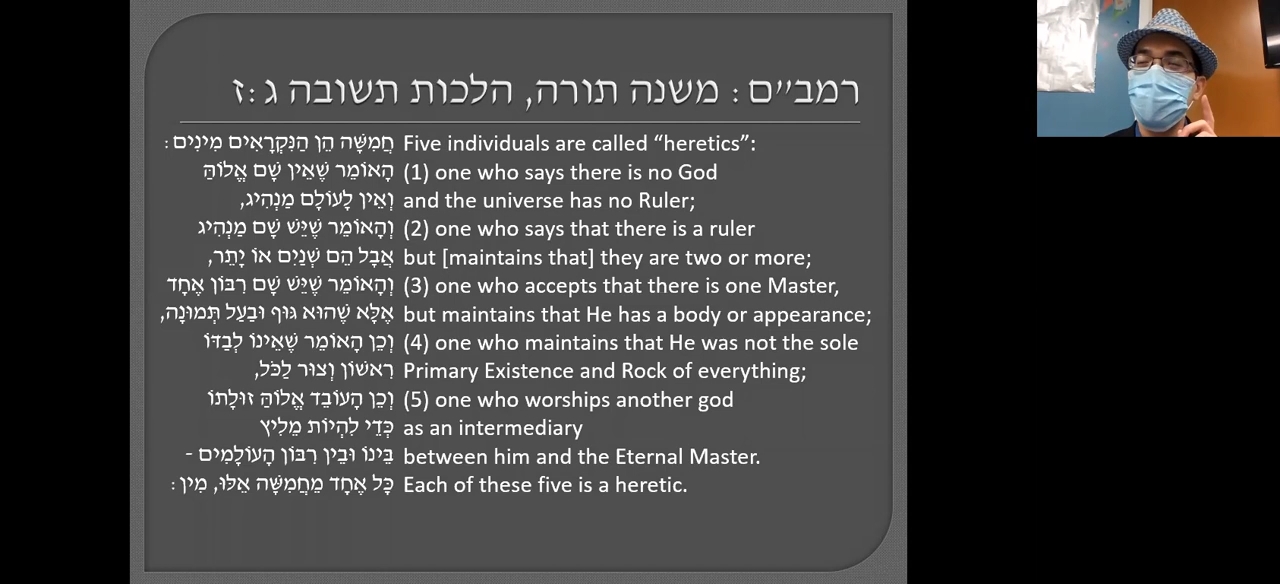 רמב״ם: משנה תורה, הלכות תשובה ג:ז
חֲמִשָּׁה הֵן הַנִּקְרָאִים מִינִים: Five individuals are called “heretics”:
הָאוֹמֵר שֶׁאֵין שָׁם אֱלוֹהַּ (1) one who says there is no God
וְאֵין לָעוֹלָם מַנְהִיג, and the universe has no Ruler;
וְהָאוֹמֵר שֶׁיֵּשׁ שָׁם מַנְהִיג (2) one who says that there is a ruler
אֲבָל הֵם שְׁנַיִם אוֹ יָתֵר, but [maintains that] they are two or more;
וְהָאוֹמֵר שֶׁיֵּשׁ שָׁם רִבּוֹן אֶחָד (3) one who accepts that there is one Master,
אֶלָּא שֶׁהוּא גּוּף וּבַעַל תְּמוּנָה, but maintains that He has a body or appearance;
וְכֵן הָאוֹמֵר שֶׁאֵינוֹ לְבַדּוֹ (4) one who maintains that He was not the sole
רִאשׁוֹן וְצוּר לַכֹּל, Primary Existence and Rock of everything;
וְכֵן הָעוֹבֵד אֱלוֹהַּ זוּלָתוֹ (5) one who worships another god
כְּדֵי לִהְיוֹת מֵלִיץ as an intermediary
בֵּינוֹ וּבֵין רִבּוֹן הָעוֹלָמִים - between him and the Eternal Master.
כָּל אֶחָד מֵחֲמִשָּׁה אֵלּוּ, מִין: Each of these five is a heretic.